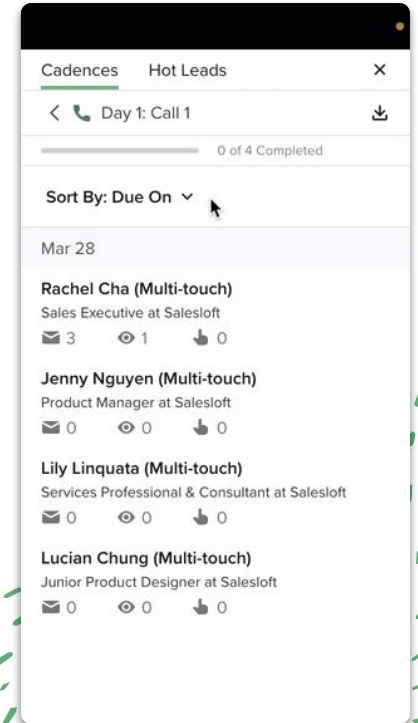 Cadences Hot Leads
Day 1: Call 1
0 of 4 Completed
Sort By: Due On
Mar 28
Rachel Cha (Multi-touch)
Sales Executive at Salesloft
3 1 0
Jenny Nguyen (Multi-touch)
Product Manager at Salesloft
0 0 0
Lily Linquata (Multi-touch)
Services Professional & Consultant at Salesloft
0 0 0
Lucian Chung (Multi-touch)
Junior Product Designer at Salesloft
0 0 0